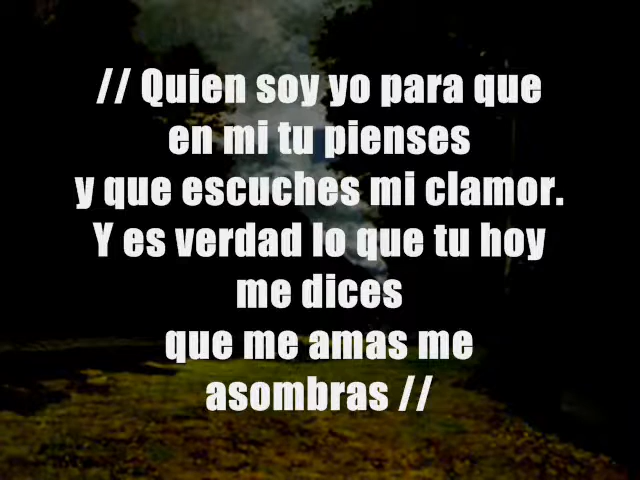 // Quien soy yo para que
en mi tu pienses
y que escuches mi clamor.
Y es verdad lo que tu hoy
me dices
que me amas me
asombras //